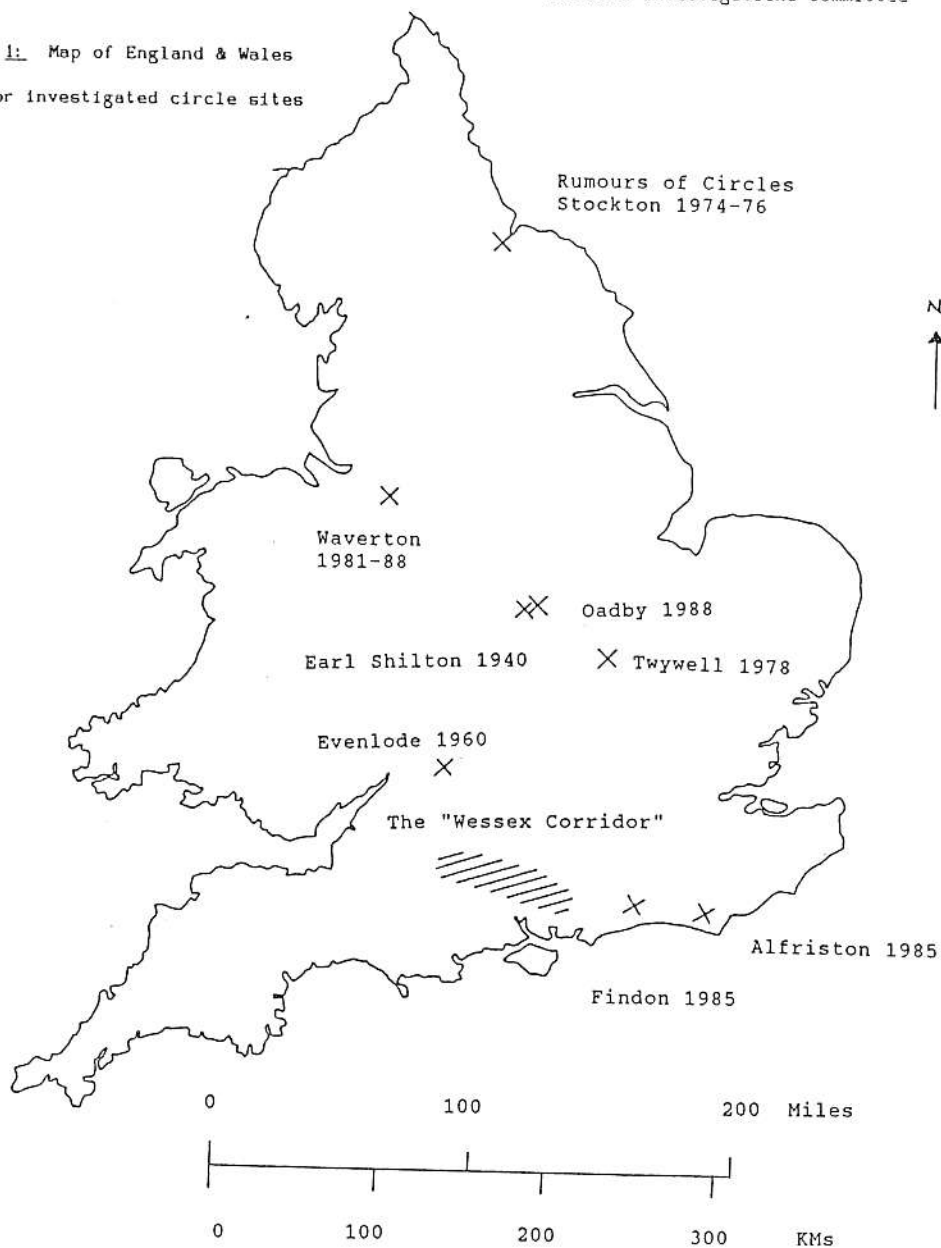 1: Map of England & Wales
investigated circle sites
Rumours of Circles
Stockton 1974-76
N
Waverton
1981-88
Oadby 1988
Earl Shilton 1940
Twywell 1978
Evenlode 1960
The "Wessex Corridor"
Alfriston 1985
Findon 1985
0 100 200 Miles
0 100 200 300 KMs